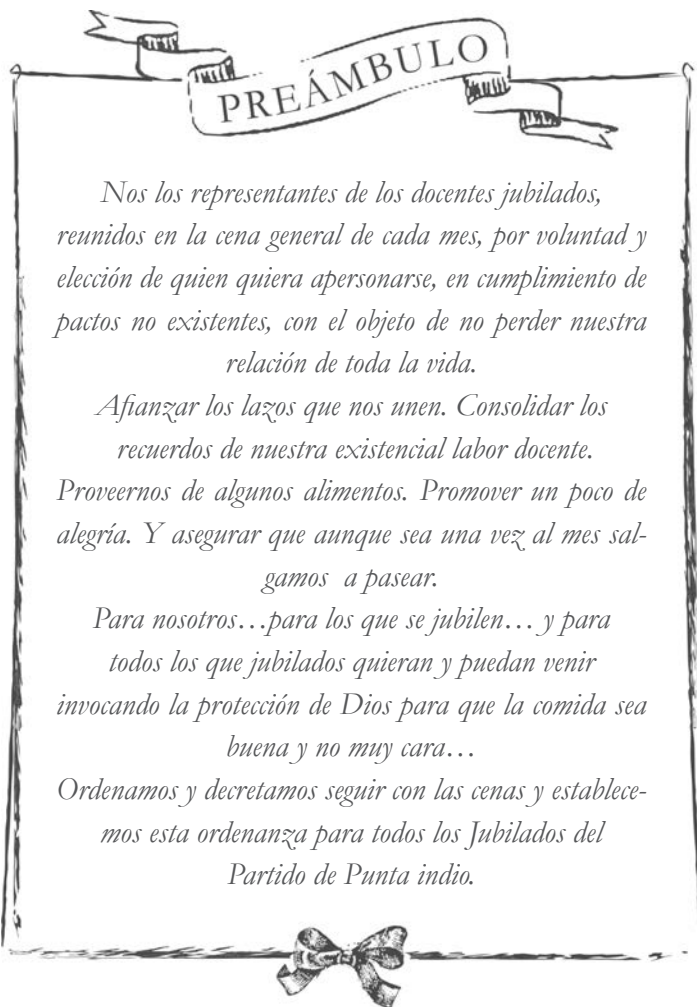 PREÁMBULO
Nos los representantes de los docentes jubilados,
reunidos en la cena general de cada mes, por voluntad y
elección de quien quiera apersonarse, en cumplimiento de
pactos no existentes, con el objeto de no perder nuestra
relación de toda la vida.
Afianzar los lazos que nos unen. Consolidar los
recuerdos de nuestra existencial labor docente.
Proveernos de algunos alimentos. Promover un poco de
alegría. Y asegurar que aunque sea una vez al mes sal-
gamos a pasear.
Para nosotros…para los que se jubilen… y para
todos los que jubilados quieran y puedan venir
invocando la protección de Dios para que la comida sea
buena y no muy cara…
Ordenamos y decretamos seguir con las cenas y establece-
mos esta ordenanza para todos los Jubilados del
Partido de Punta indio.